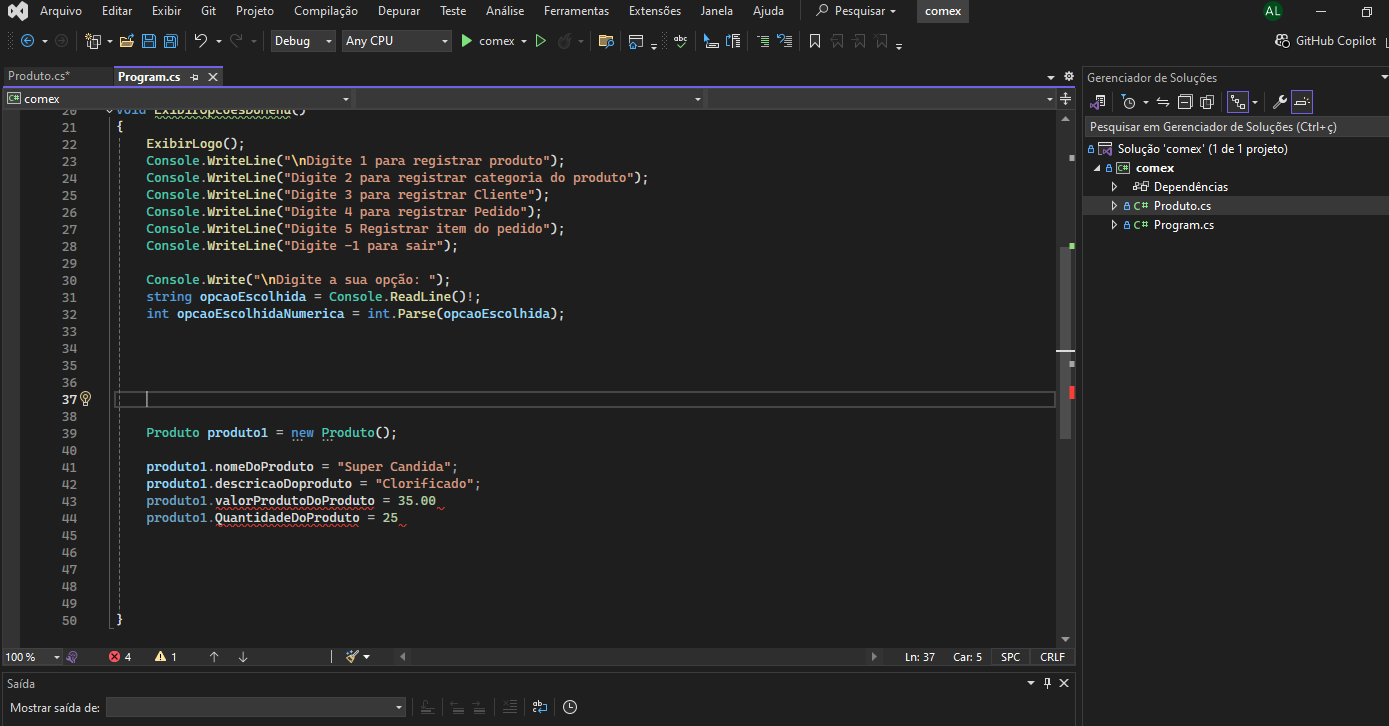 Arquivo Editar Exibir Git Projeto Compilação Depurar Teste Análise Ferramentas Extensões Janela Ajuda Pesquisar comex AL
Debug Any CPU comex GitHub Copilot
Produto.cs* Program.cs
comex
20 void ExibirOpcoesDoMenu()
21 {
22 ExibirLogo();
23 Console.WriteLine("\nDigite 1 para registrar produto");
24 Console.WriteLine("Digite 2 para registrar categoria do produto");
25 Console.WriteLine("Digite 3 para registrar Cliente");
26 Console.WriteLine("Digite 4 para registrar Pedido");
27 Console.WriteLine("Digite 5 Registrar item do pedido");
28 Console.WriteLine("Digite -1 para sair");
29
30 Console.Write("\nDigite a sua opção: ");
31 string opcaoEscolhida = Console.ReadLine()!;
32 int opcaoEscolhidaNumerica = int.Parse(opcaoEscolhida);
33
34
35
36
37
38
39 Produto produto1 = new Produto();
40
41 produto1.nomeDoProduto = "Super Candida";
42 produto1.descricaoDoproduto = "Clorificado";
43 produto1.valorProdutoDoProduto = 35.00
44 produto1.QuantidadeDoProduto = 25
45
46
47
48
49
50 }
100 % 4 1 Ln: 37 Car: 5 SPC CRLF
Saída
Mostrar saída de:
Gerenciador de Soluções
Pesquisar em Gerenciador de Soluções (Ctrl+ç)
Solução 'comex' (1 de 1 projeto)
C# comex
Dependências
C# Produto.cs
C# Program.cs